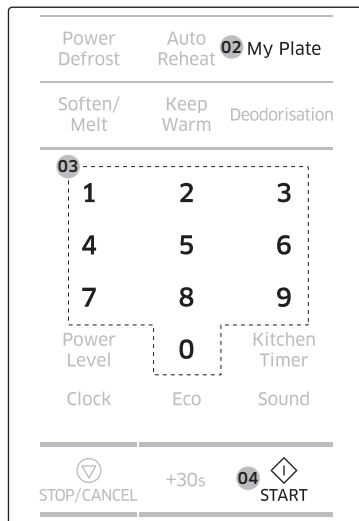 Power Auto 02 My Plate
Defrost Reheat
Soften/ Keep Deodorisation
Melt Warm
03
1 2 3
4 5 6
7 8 9
Power 0 Kitchen
Level Timer
Clock Eco Sound
STOP/CANCEL +30s 04 START